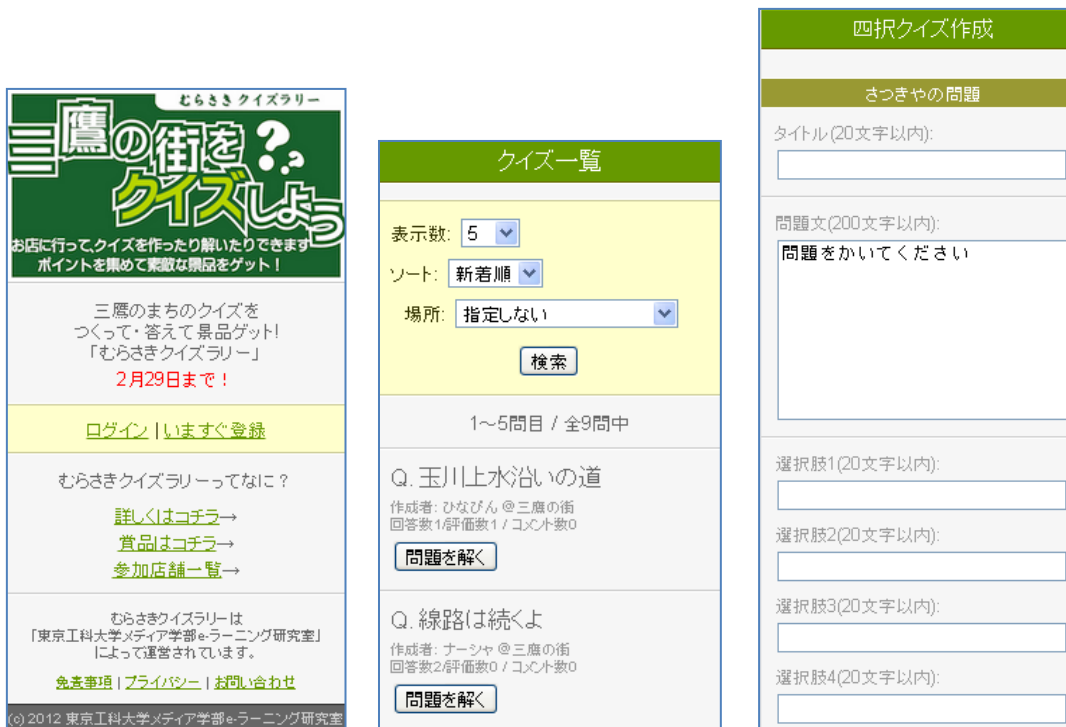 むらさきクイズラリー
三鷹の街を??
クイズしよう
お店に行って、クイズを作ったり解いたりできます
ポイントを集めて素敵な景品をゲット！
三鷹のまちのクイズを
つくって・答えて景品ゲット!
「むらさきクイズラリー」
2月29日まで！
ログイン | いますぐ登録
むらさきクイズラリーってなに？
詳しくはコチラ→
賞品はコチラ→
参加店舗一覧→
むらさきクイズラリーは
「東京工科大学メディア学部e-ラーニング研究室」
によって運営されています。
免責事項 | プライバシー | お問い合わせ
(c) 2012 東京工科大学メディア学部e-ラーニング研究室
クイズ一覧
表示数: 5
ソート: 新着順
場所: 指定しない
検索
1～5問目 / 全9問中
Q. 玉川上水沿いの道
作成者: ひなぴん @三鷹の街
回答数1/評価数1 / コメント数0
問題を解く
Q. 線路は続くよ
作成者: ナーシャ @三鷹の街
回答数2/評価数0 / コメント数0
問題を解く
四択クイズ作成
さつきやの問題
タイトル(20文字以内):
問題文(200文字以内):
問題をかいてください
選択肢1(20文字以内):
選択肢2(20文字以内):
選択肢3(20文字以内):
選択肢4(20文字以内):